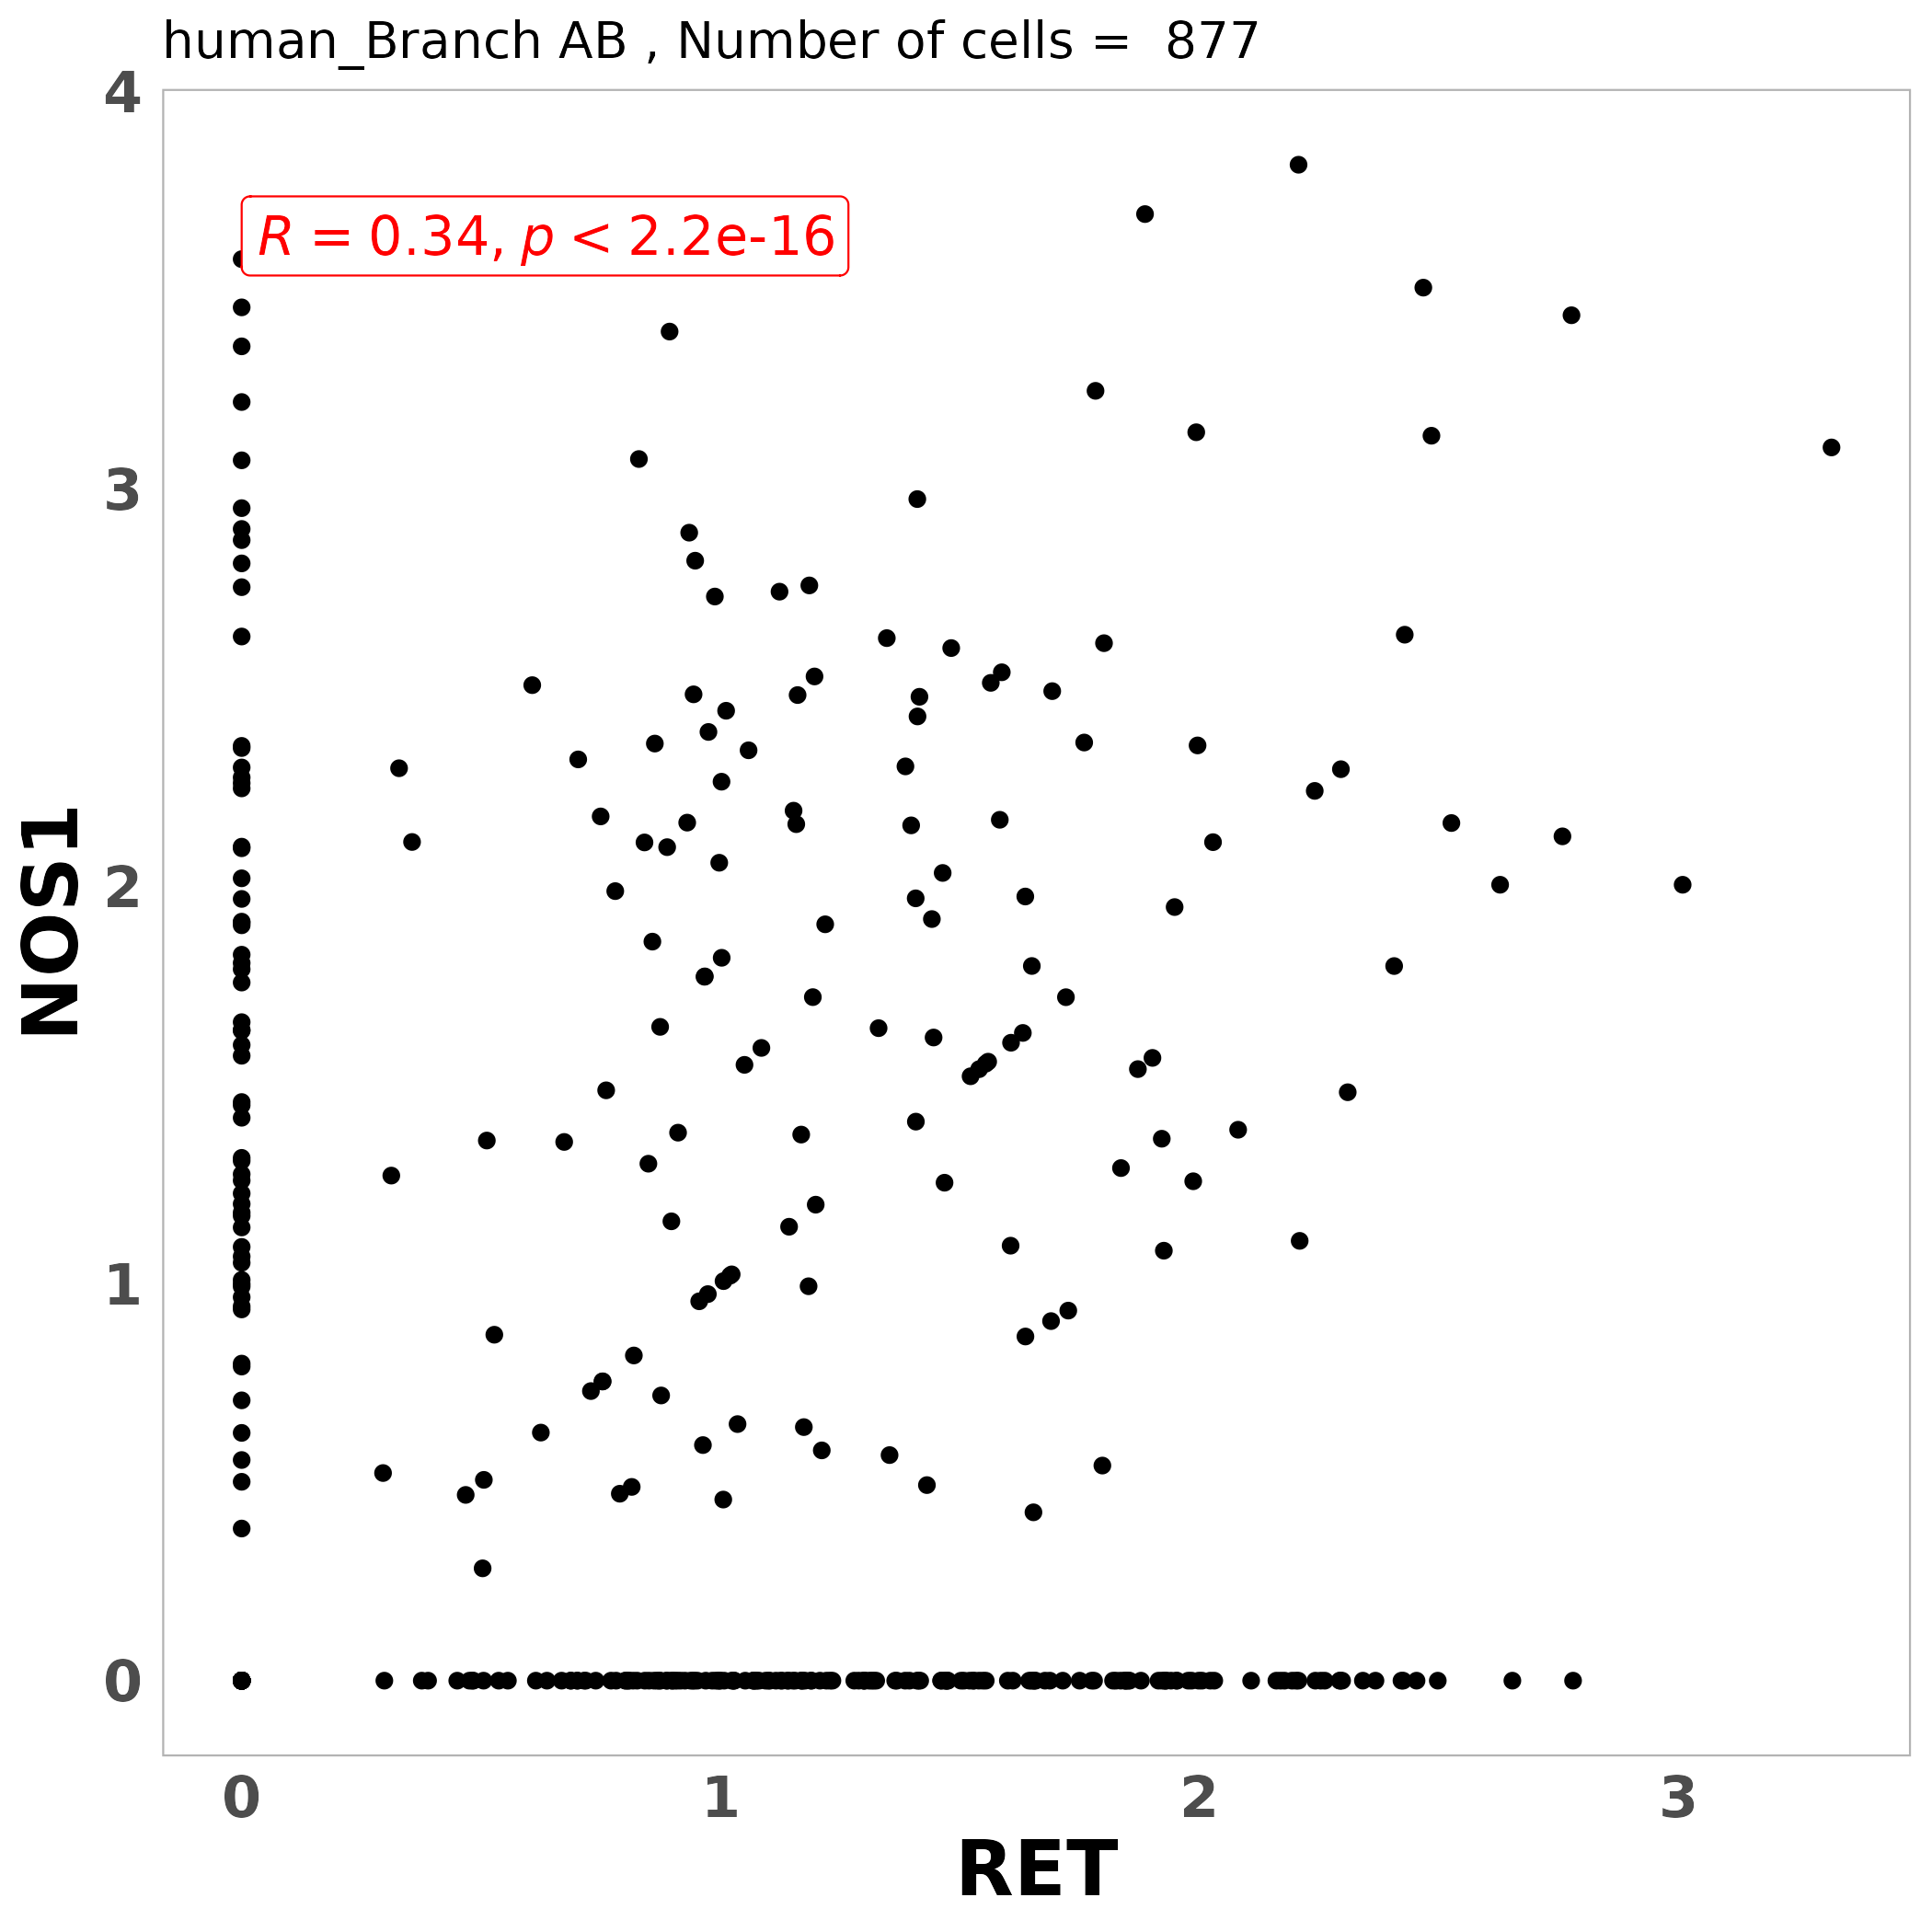 human_Branch AB , Number of cells =  877
4
R = 0.34, p < 2.2e-16
3
NOS1
2
1
0
0 1 2 3
RET